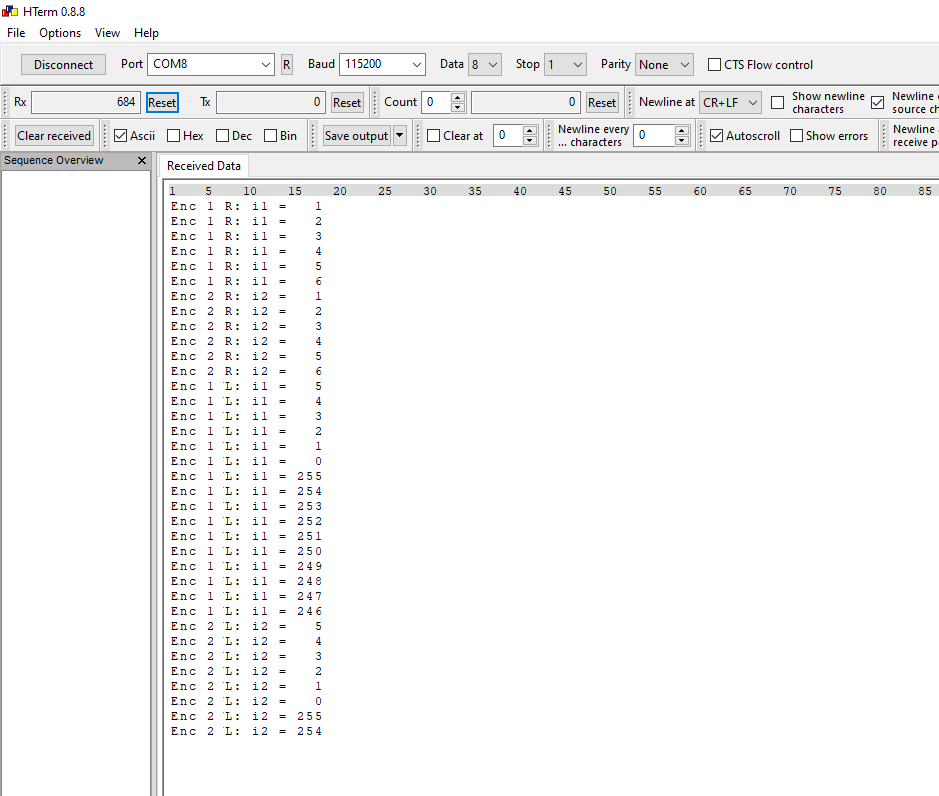 HTerm 0.8.8
File Options View Help
Disconnect Port COM8 R Baud 115200 Data 8 Stop 1 Parity None CTS Flow control
Rx 684 Reset Tx 0 Reset Count 0 0 Reset Newline at CR+LF Show newline characters Newline
source ch
Clear received Ascii Hex Dec Bin Save output Clear at 0 Newline every ... characters 0 Autoscroll Show errors Newline
receive p
Sequence Overview X Received Data
1 5 10 15 20 25 30 35 40 45 50 55 60 65 70 75 80 85
Enc 1 R: i1 = 1
Enc 1 R: i1 = 2
Enc 1 R: i1 = 3
Enc 1 R: i1 = 4
Enc 1 R: i1 = 5
Enc 1 R: i1 = 6
Enc 2 R: i2 = 1
Enc 2 R: i2 = 2
Enc 2 R: i2 = 3
Enc 2 R: i2 = 4
Enc 2 R: i2 = 5
Enc 2 R: i2 = 6
Enc 1 L: i1 = 5
Enc 1 L: i1 = 4
Enc 1 L: i1 = 3
Enc 1 L: i1 = 2
Enc 1 L: i1 = 1
Enc 1 L: i1 = 0
Enc 1 L: i1 = 255
Enc 1 L: i1 = 254
Enc 1 L: i1 = 253
Enc 1 L: i1 = 252
Enc 1 L: i1 = 251
Enc 1 L: i1 = 250
Enc 1 L: i1 = 249
Enc 1 L: i1 = 248
Enc 1 L: i1 = 247
Enc 1 L: i1 = 246
Enc 2 L: i2 = 5
Enc 2 L: i2 = 4
Enc 2 L: i2 = 3
Enc 2 L: i2 = 2
Enc 2 L: i2 = 1
Enc 2 L: i2 = 0
Enc 2 L: i2 = 255
Enc 2 L: i2 = 254